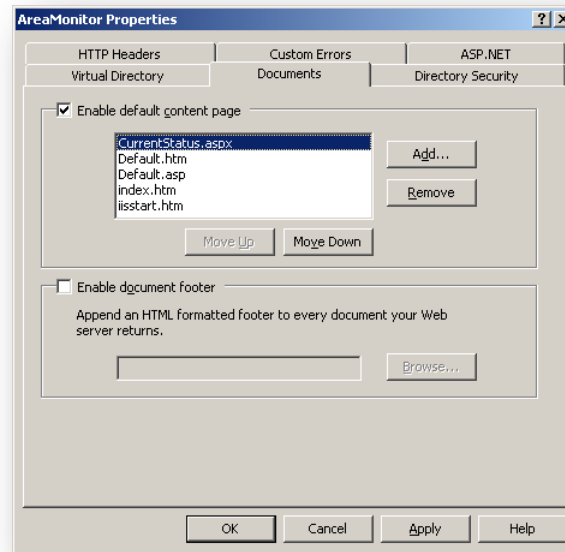 AreaMonitor Properties
HTTP Headers
Custom Errors
ASP.NET
Virtual Directory
Documents
Directory Security
Enable default content page
CurrentStatus.aspx
Default.htm
Default.asp
index.htm
iisstart.htm
Add...
Remove
Move Up
Move Down
Enable document footer
Append an HTML formatted footer to every document your Web
server returns.
Browse...
OK
Cancel
Apply
Help